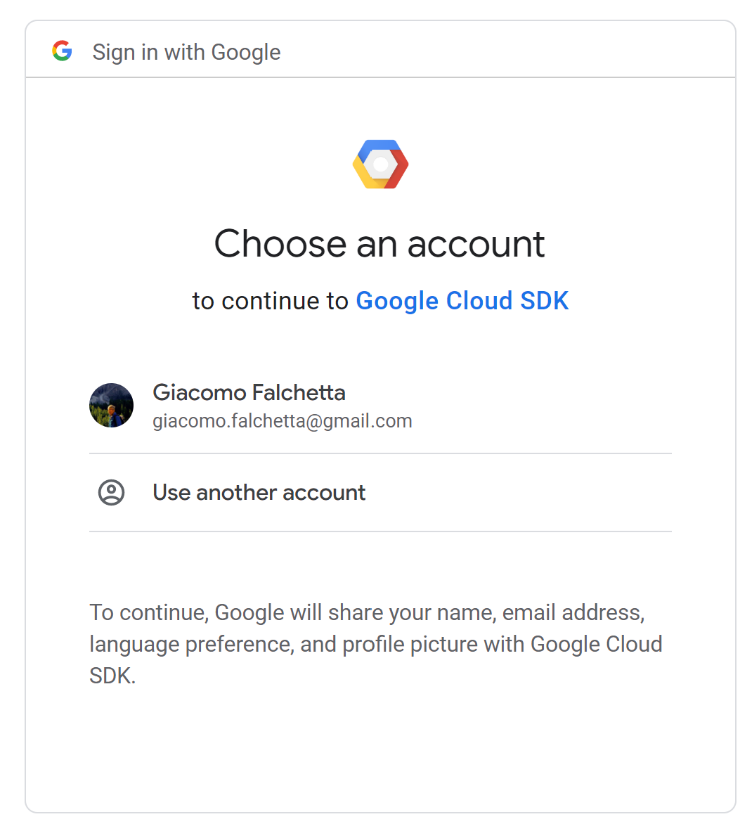 Sign in with Google
Choose an account
to continue to Google Cloud SDK
Giacomo Falchetta
giacomo.falchetta@gmail.com
Use another account
To continue, Google will share your name, email address,
language preference, and profile picture with Google Cloud
SDK.